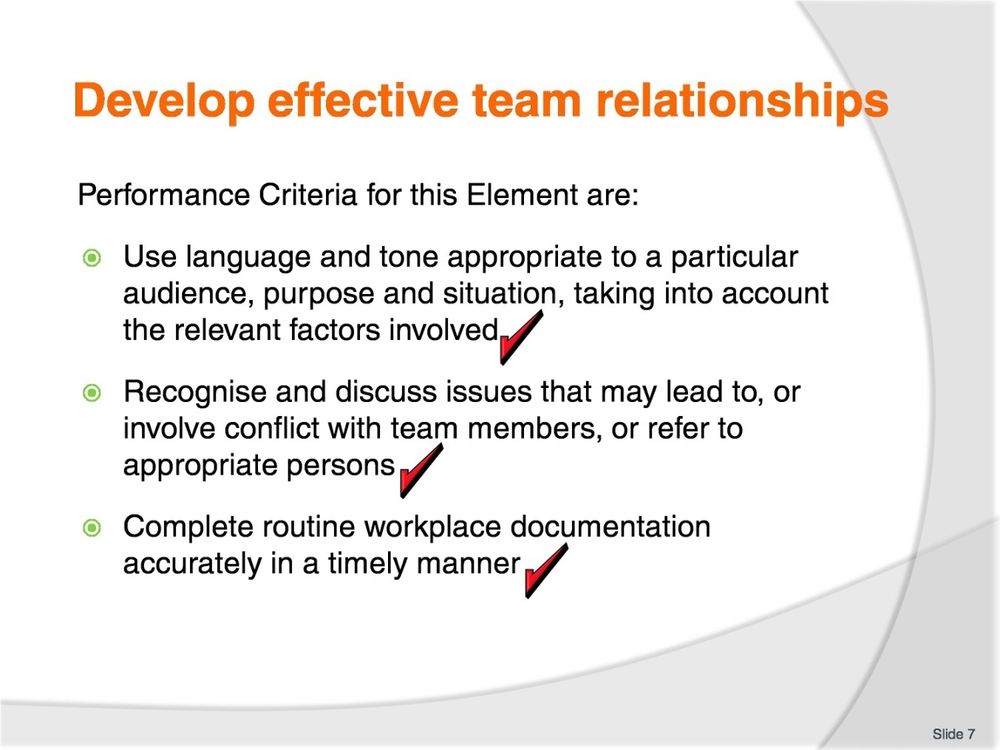 Develop effective team relationships
Performance Criteria for this Element are:
Use language and tone appropriate to a particular
audience, purpose and situation, taking into account
the relevant factors involved
Recognise and discuss issues that may lead to, or
involve conflict with team members, or refer to
appropriate persons
Complete routine workplace documentation
accurately in a timely manner
Slide 7